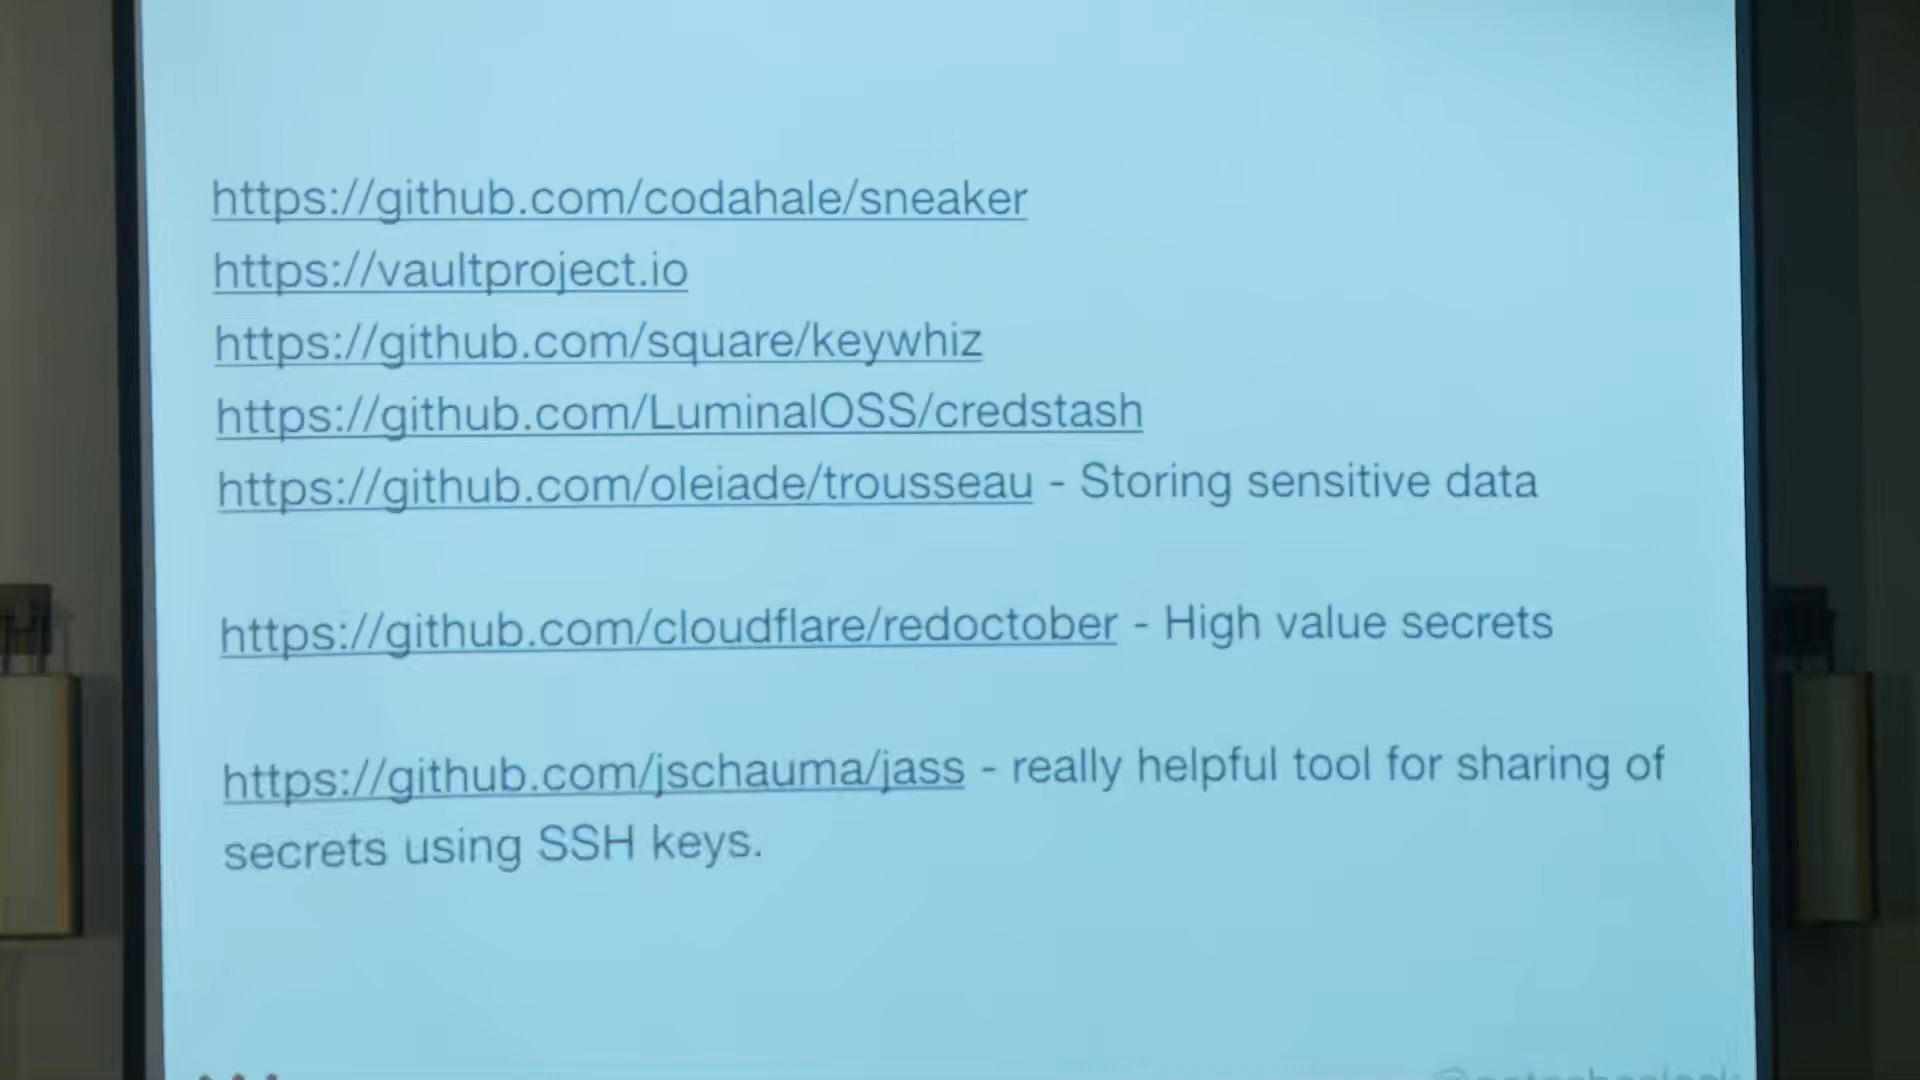 https://github.com/codahale/sneaker
https://vaultproject.io
https://github.com/square/keywhiz
https://github.com/LuminalOSS/credstash
https://github.com/oleiade/trousseau - Storing sensitive data
https://github.com/cloudflare/redoctober - High value secrets
https://github.com/jschauma/jass - really helpful tool for sharing of
secrets using SSH keys.